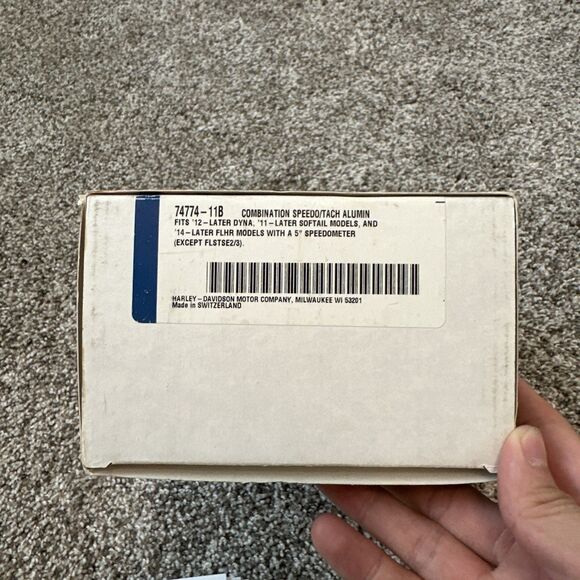 74774-11B COMBINATION SPEEDO/TACH ALUMIN
FITS '12-LATER DYNA, '11-LATER SOFTAIL MODELS, AND
'14-LATER FLHR MODELS WITH A 5" SPEEDOMETER
(EXCEPT FLSTSE2/3).
HARLEY-DAVIDSON MOTOR COMPANY, MILWAUKEE WI 53201
Made in SWITZERLAND